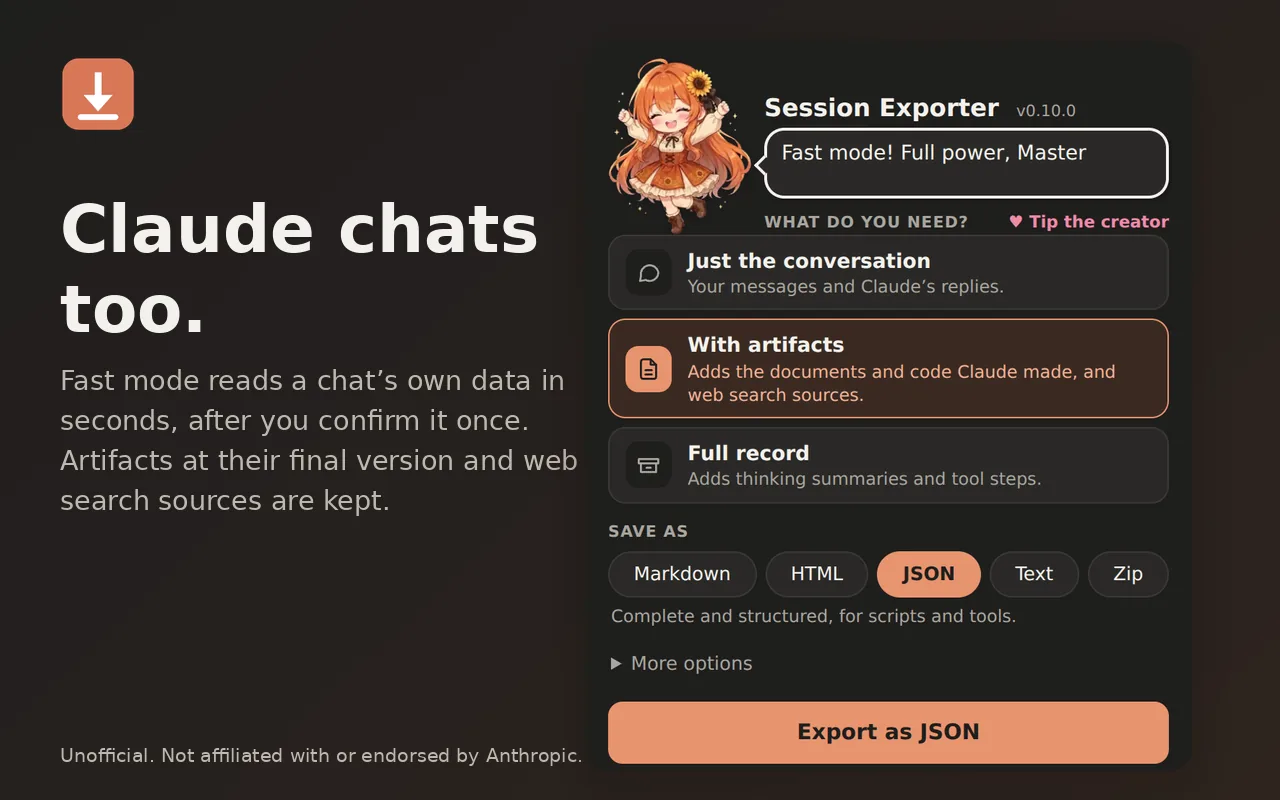 Claude chats
too.
Fast mode reads a chat’s own data in
seconds, after you confirm it once.
Artifacts at their final version and web
search sources are kept.
Unofficial. Not affiliated with or endorsed by Anthropic.
Session Exporter v0.10.0
Fast mode! Full power, Master
WHAT DO YOU NEED? ♥ Tip the creator
Just the conversation
Your messages and Claude’s replies.
With artifacts
Adds the documents and code Claude made, and
web search sources.
Full record
Adds thinking summaries and tool steps.
SAVE AS
Markdown HTML JSON Text Zip
Complete and structured, for scripts and tools.
▶ More options
Export as JSON